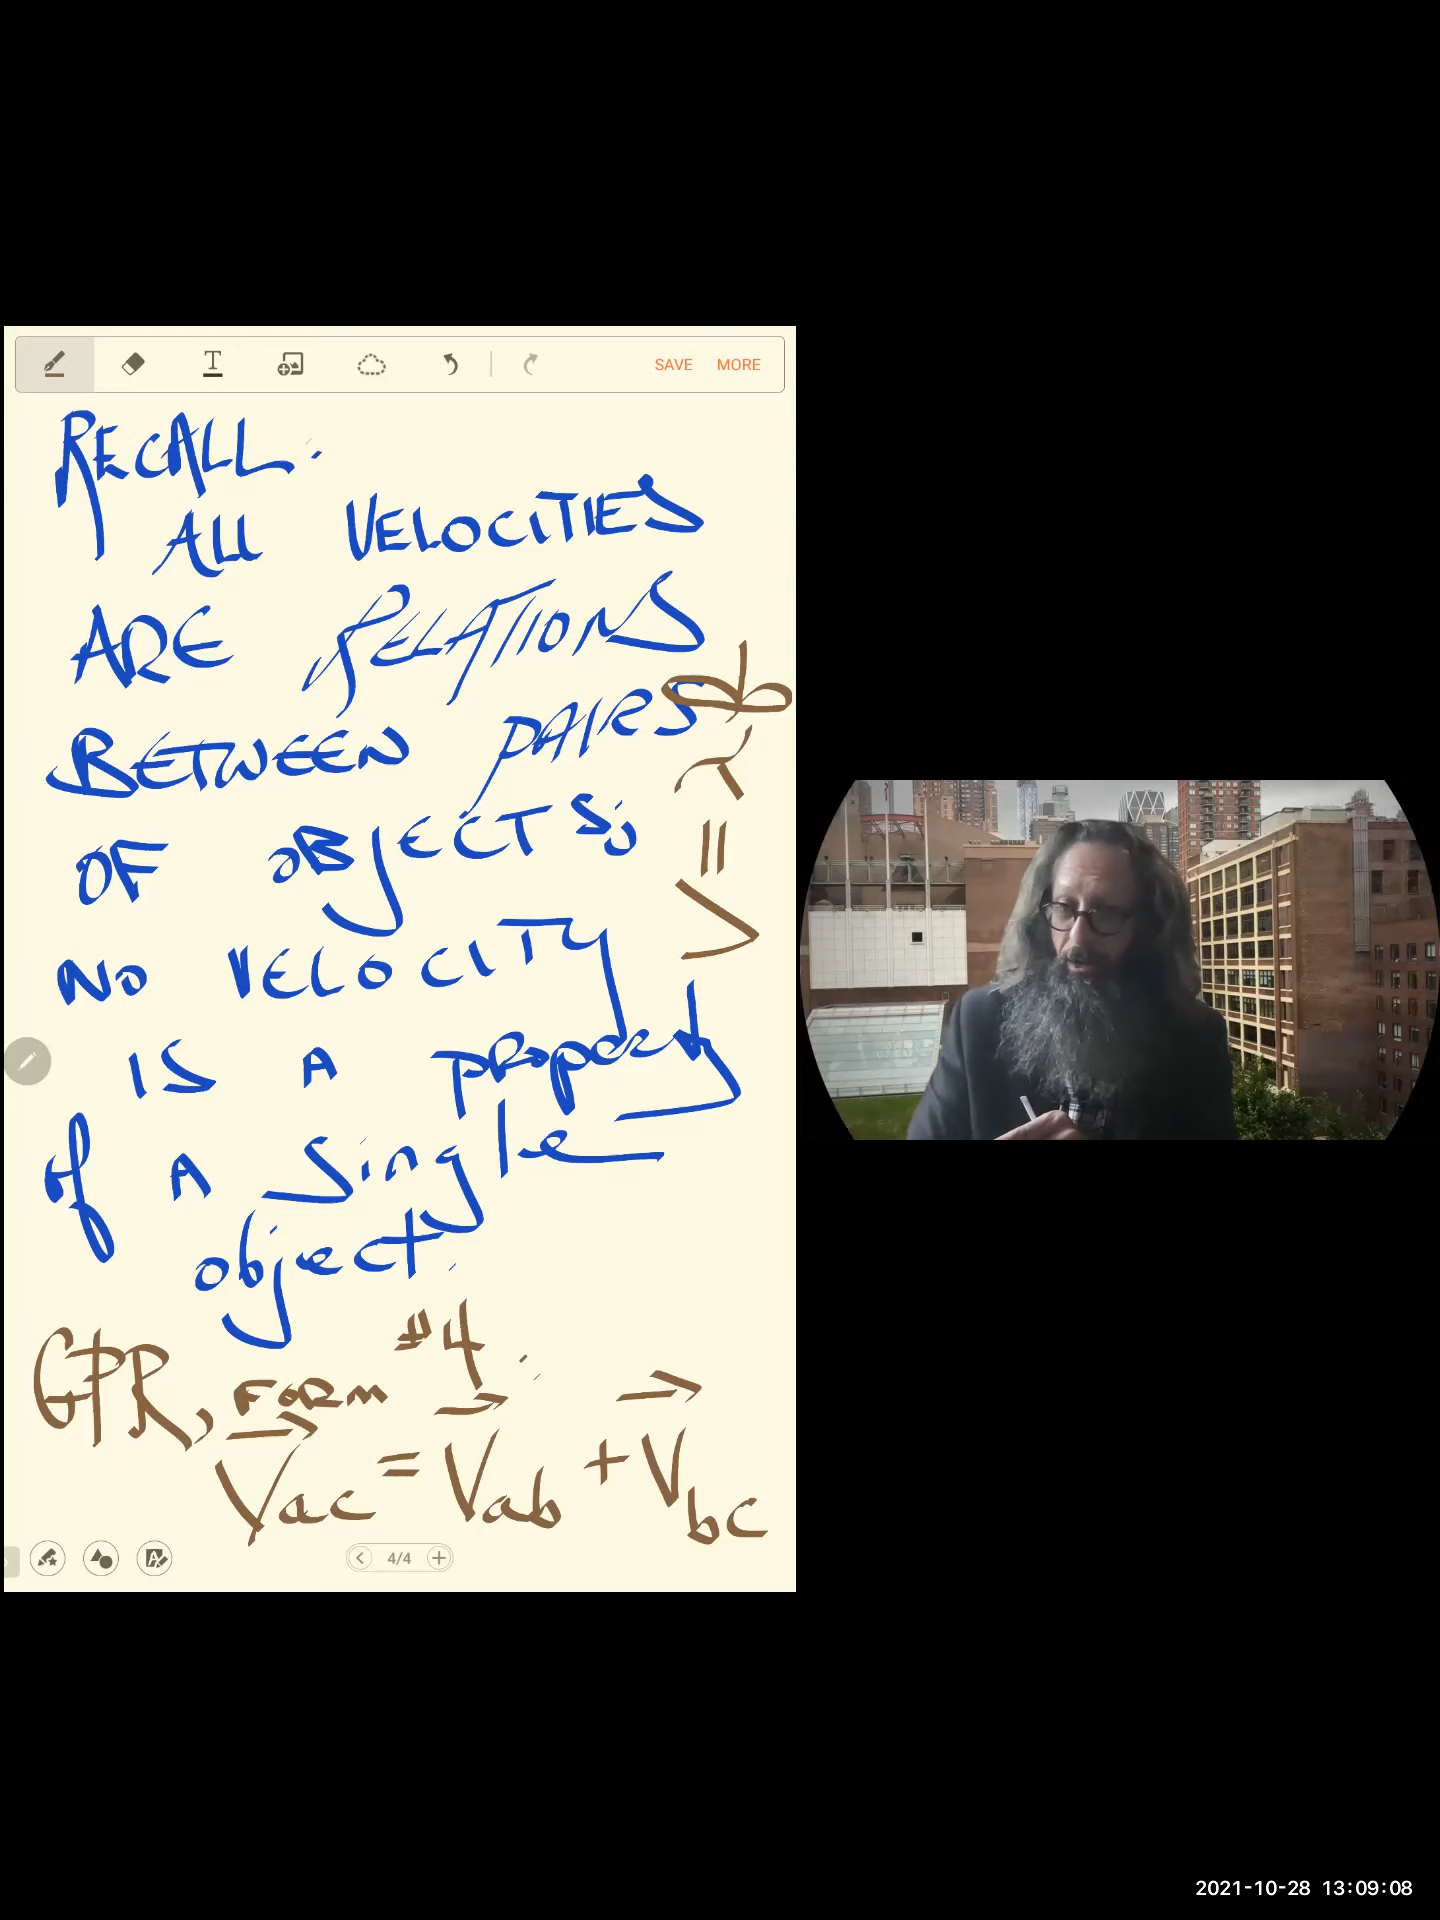 T
SAVE MORE
RECALL:
ALL VELOCITIES
ARE RELATIONS
BETWEEN PAIRS
OF OBJECTS;
NO VELOCITY
IS A property
of A single
object.
GPR, FORM #4:
Vac = Vab + Vbc
4/4
2021-10-28 13:09:08